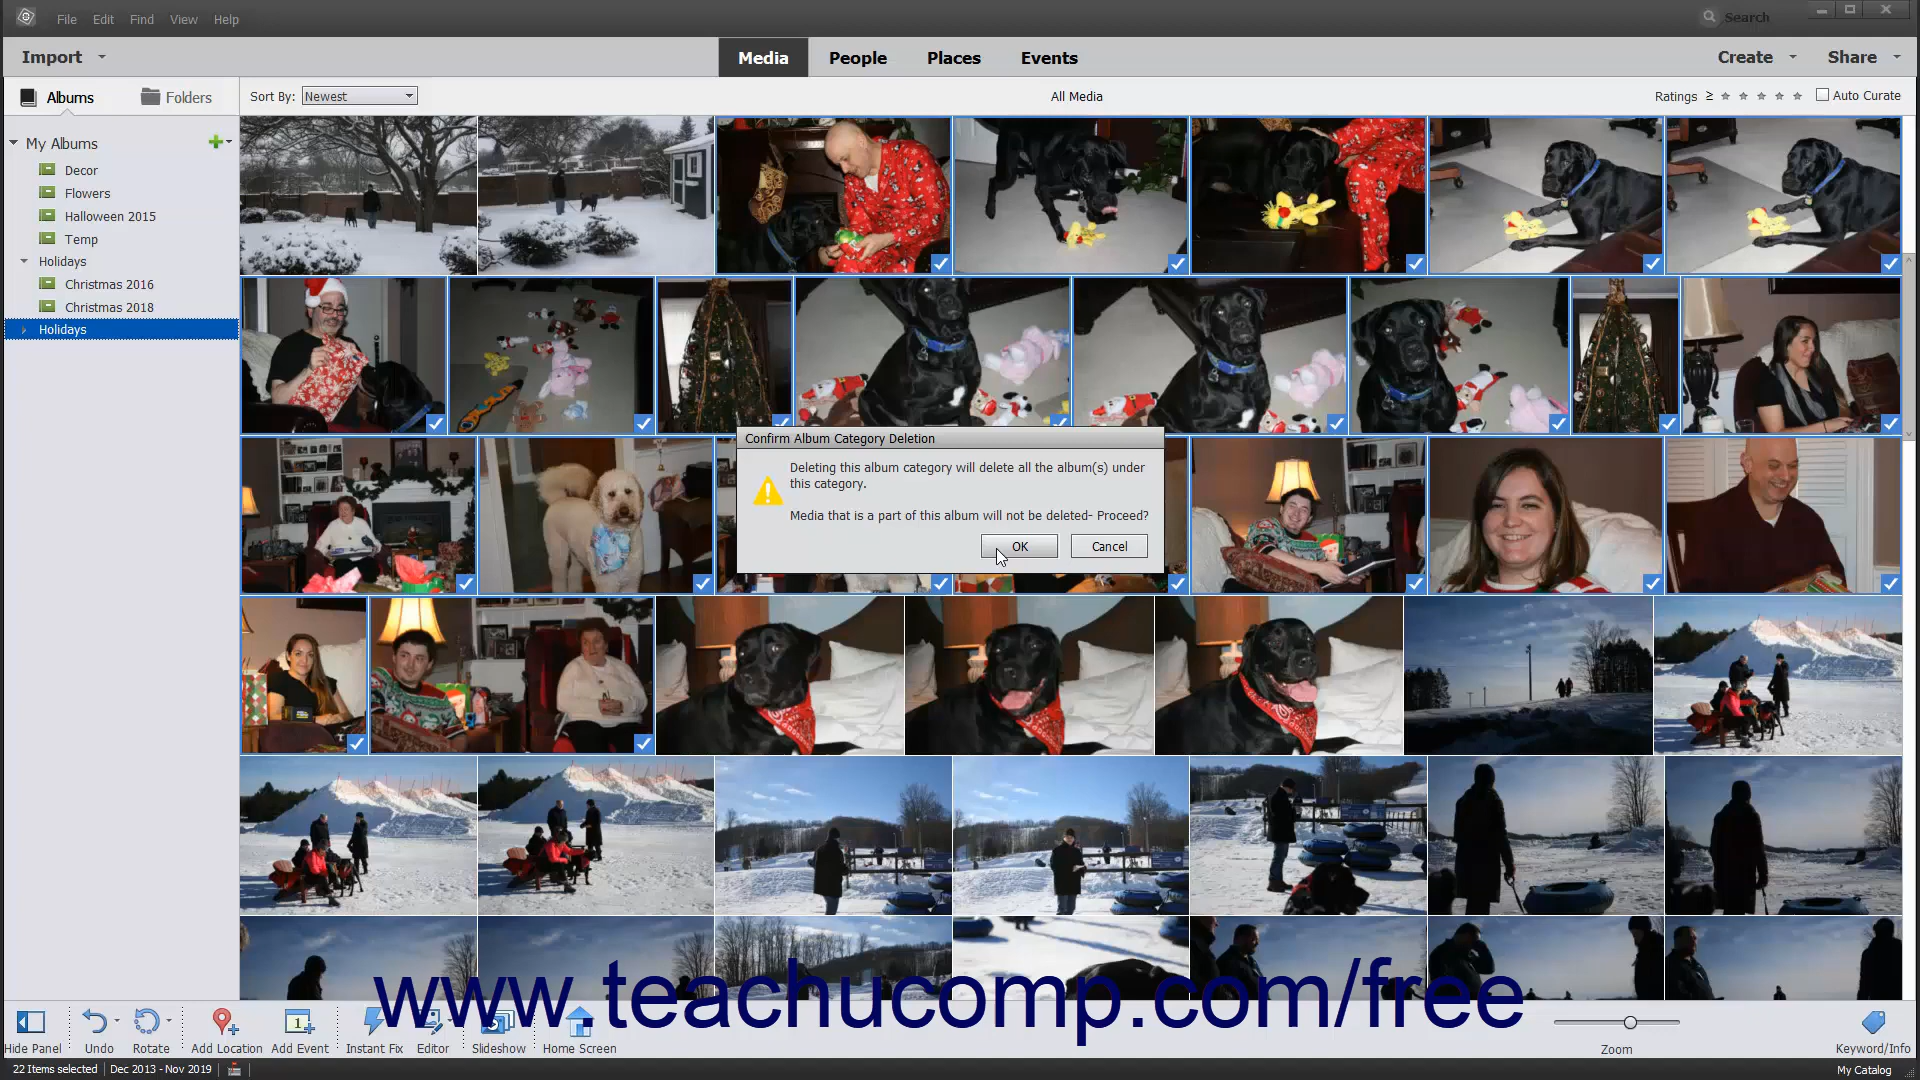 File Edit Find View Help
Search
Import
Media People Places Events
Create Share
Albums Folders
Sort By: Newest
All Media
Ratings ≥ Auto Curate
My Albums
Decor
Flowers
Halloween 2015
Temp
Holidays
Christmas 2016
Christmas 2018
Holidays
Confirm Album Category Deletion
Deleting this album category will delete all the album(s) under
this category.
Media that is a part of this album will not be deleted- Proceed?
OK Cancel
www.teachucomp.com/free
Hide Panel Undo Rotate Add Location Add Event Instant Fix Editor Slideshow Home Screen Zoom Keyword/Info
22 Items selected Dec 2013 - Nov 2019 My Catalog